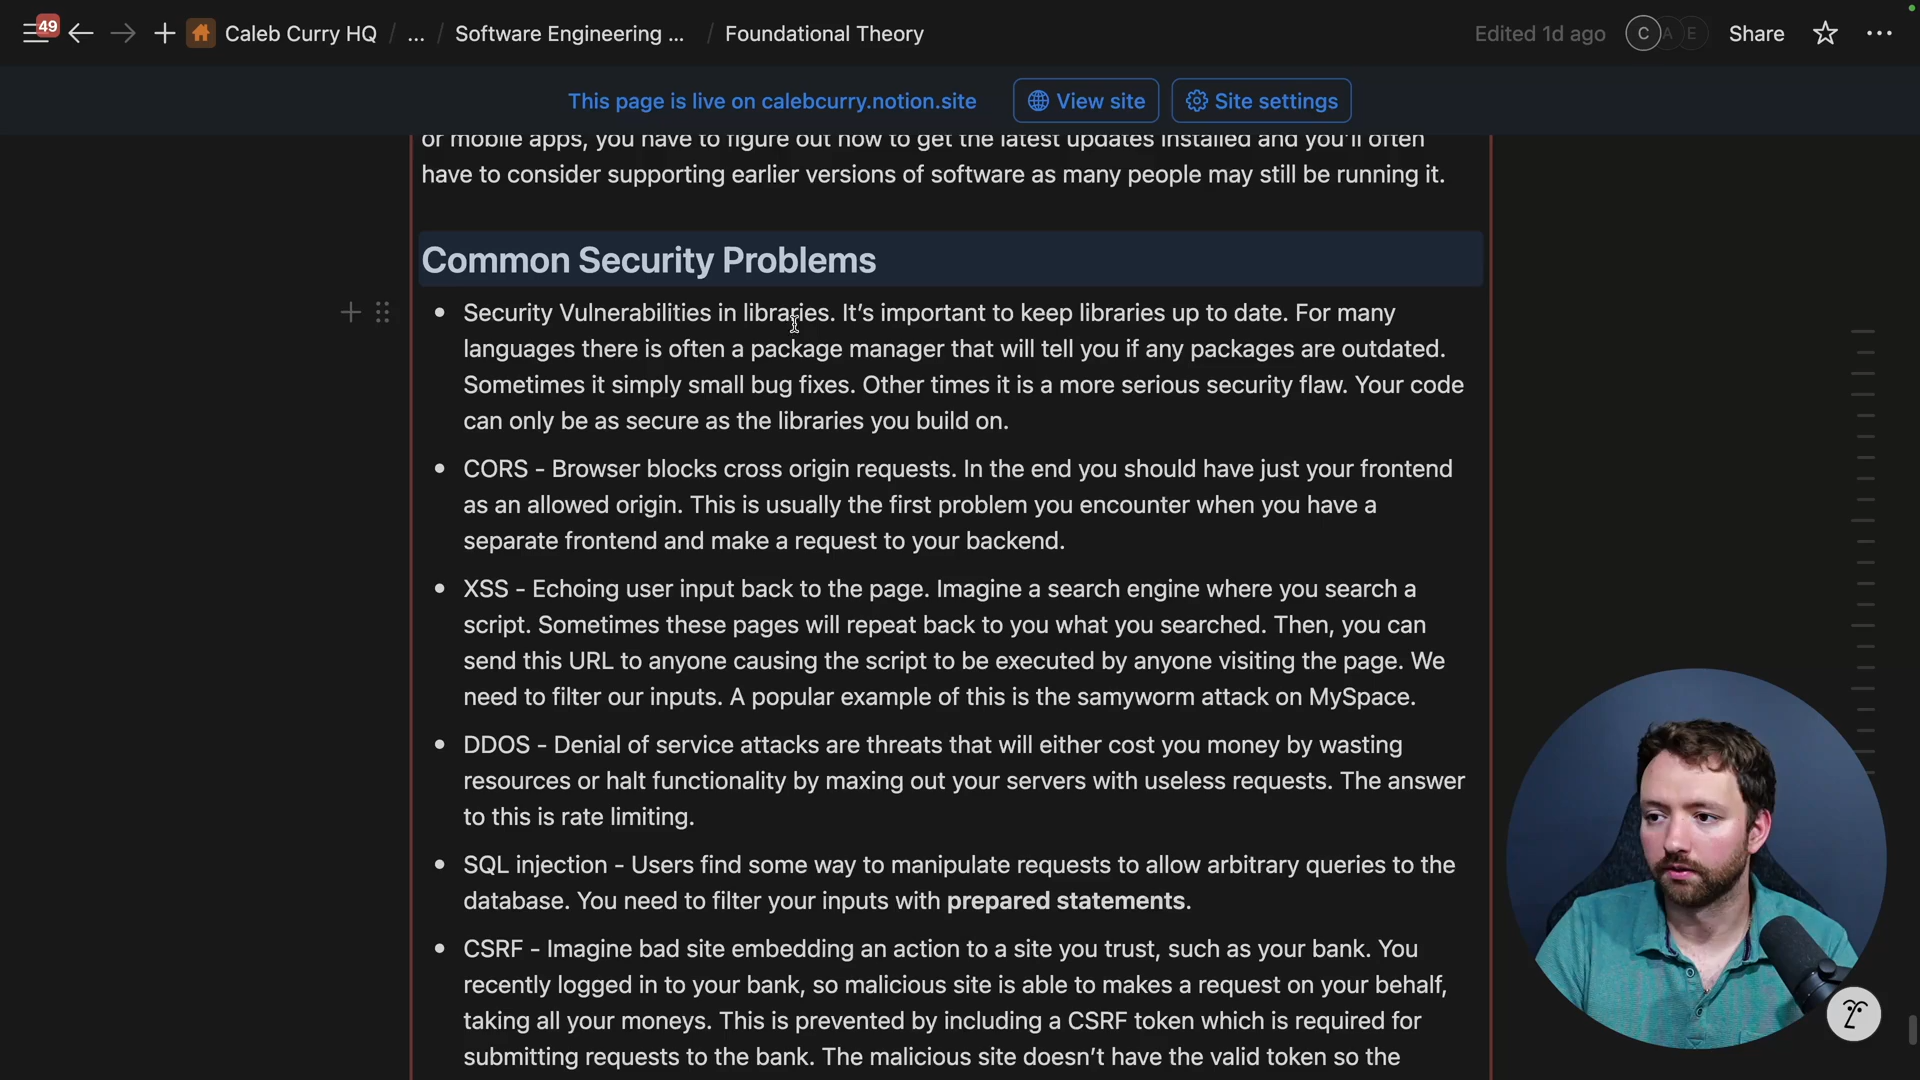 49
Caleb Curry HQ / ... / Software Engineering ... / Foundational Theory
Edited 1d ago
C A E
Share
This page is live on calebcurry.notion.site
View site
Site settings
or mobile apps, you have to figure out how to get the latest updates installed and you'll often
have to consider supporting earlier versions of software as many people may still be running it.
Common Security Problems
Security Vulnerabilities in libraries. It's important to keep libraries up to date. For many
languages there is often a package manager that will tell you if any packages are outdated.
Sometimes it simply small bug fixes. Other times it is a more serious security flaw. Your code
can only be as secure as the libraries you build on.
CORS - Browser blocks cross origin requests. In the end you should have just your frontend
as an allowed origin. This is usually the first problem you encounter when you have a
separate frontend and make a request to your backend.
XSS - Echoing user input back to the page. Imagine a search engine where you search a
script. Sometimes these pages will repeat back to you what you searched. Then, you can
send this URL to anyone causing the script to be executed by anyone visiting the page. We
need to filter our inputs. A popular example of this is the samyworm attack on MySpace.
DDOS - Denial of service attacks are threats that will either cost you money by wasting
resources or halt functionality by maxing out your servers with useless requests. The answer
to this is rate limiting.
SQL injection - Users find some way to manipulate requests to allow arbitrary queries to the
database. You need to filter your inputs with prepared statements.
CSRF - Imagine bad site embedding an action to a site you trust, such as your bank. You
recently logged in to your bank, so malicious site is able to makes a request on your behalf,
taking all your moneys. This is prevented by including a CSRF token which is required for
submitting requests to the bank. The malicious site doesn't have the valid token so the